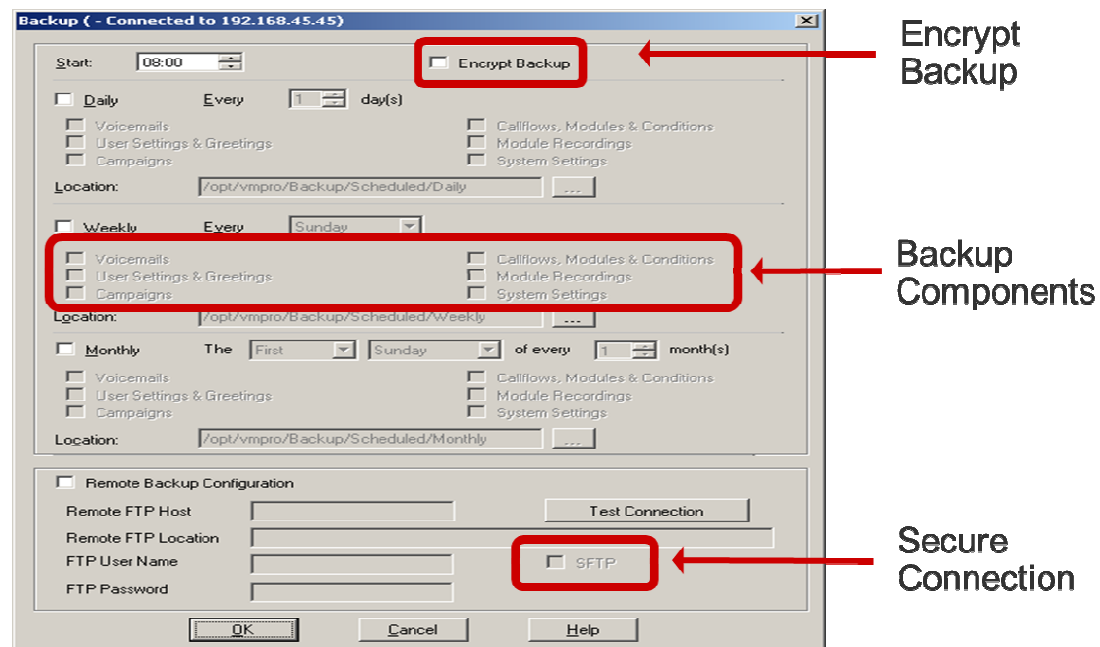 Backup ( - Connected to 192.168.45.45)
Start: 08:00 Encrypt Backup
Encrypt
Backup
Daily Every 1 day(s)
Voicemails Callflows, Modules & Conditions
User Settings & Greetings Module Recordings
Campaigns System Settings
Location: /opt/vmpro/Backup/Scheduled/Daily ...
Weekly Every Sunday
Voicemails Callflows, Modules & Conditions
User Settings & Greetings Module Recordings
Campaigns System Settings
Backup
Components
Location: /opt/vmpro/Backup/Scheduled/Weekly ...
Monthly The First Sunday of every 1 month(s)
Voicemails Callflows, Modules & Conditions
User Settings & Greetings Module Recordings
Campaigns System Settings
Location: /opt/vmpro/Backup/Scheduled/Monthly ...
Remote Backup Configuration
Remote FTP Host Test Connection
Remote FTP Location
FTP User Name SFTP
FTP Password
Secure
Connection
OK Cancel Help